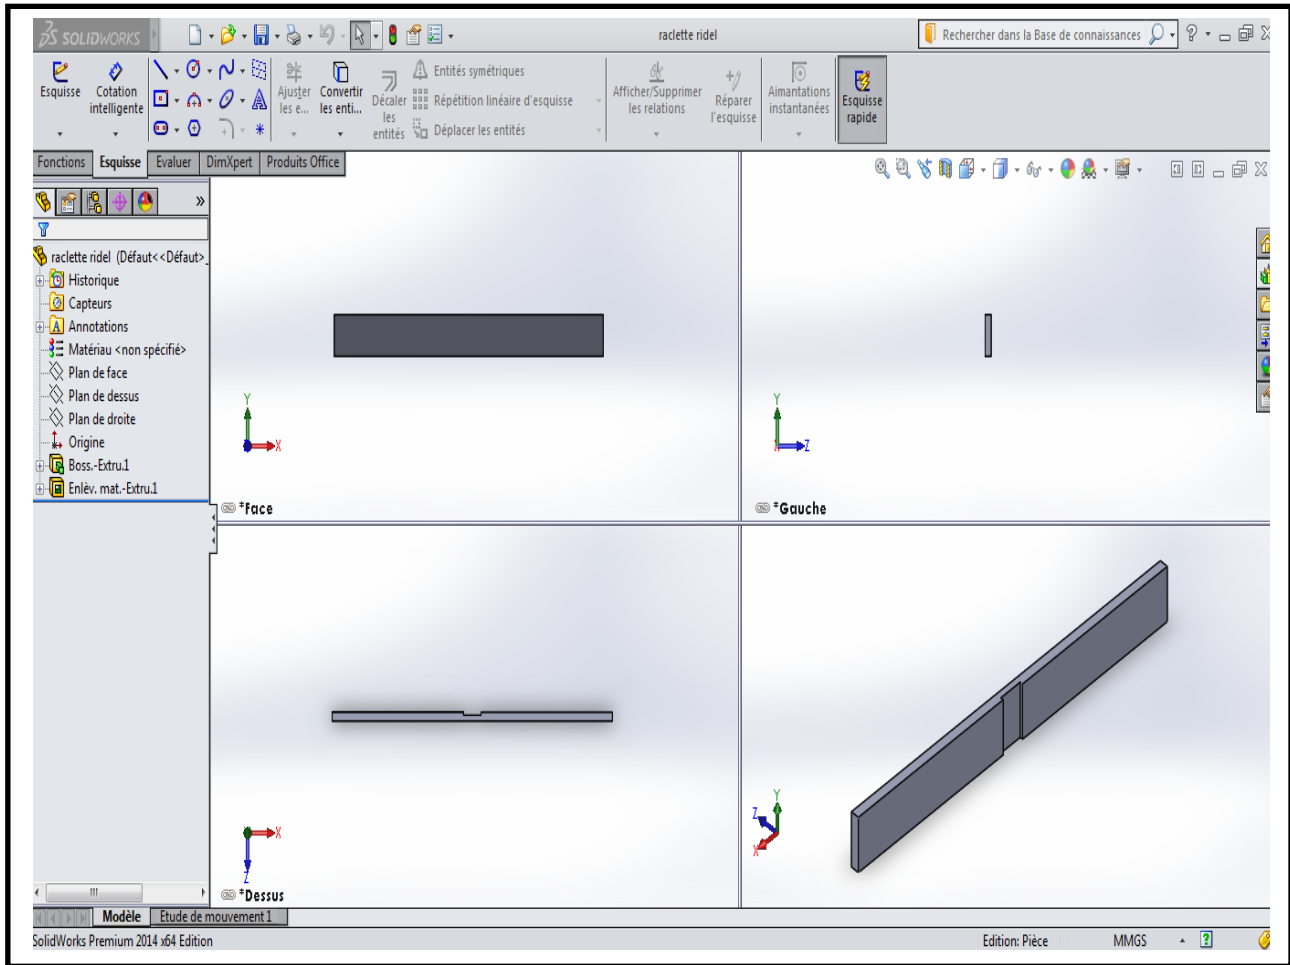 SOLIDWORKS
raclette ridel
Rechercher dans la Base de connaissances
Esquisse
Cotation intelligente
Ajuster les e...
Convertir les enti...
Décaler les entités
Entités symétriques
Répétition linéaire d'esquisse
Déplacer les entités
Afficher/Supprimer les relations
Réparer l'esquisse
Aimantations instantanées
Esquisse rapide
Fonctions Esquisse Evaluer DimXpert Produits Office
raclette ridel (Défaut<<Défaut>_
Historique
Capteurs
A Annotations
Matériau <non spécifié>
Plan de face
Plan de dessus
Plan de droite
Origine
Boss.-Extru.1
Enlèv. mat.-Extru.1
Y
X
*Face
Y
Z
*Gauche
X
Z
*Dessus
Y
Z
X
Modèle Etude de mouvement 1
SolidWorks Premium 2014 x64 Edition
Edition: Pièce MMGS